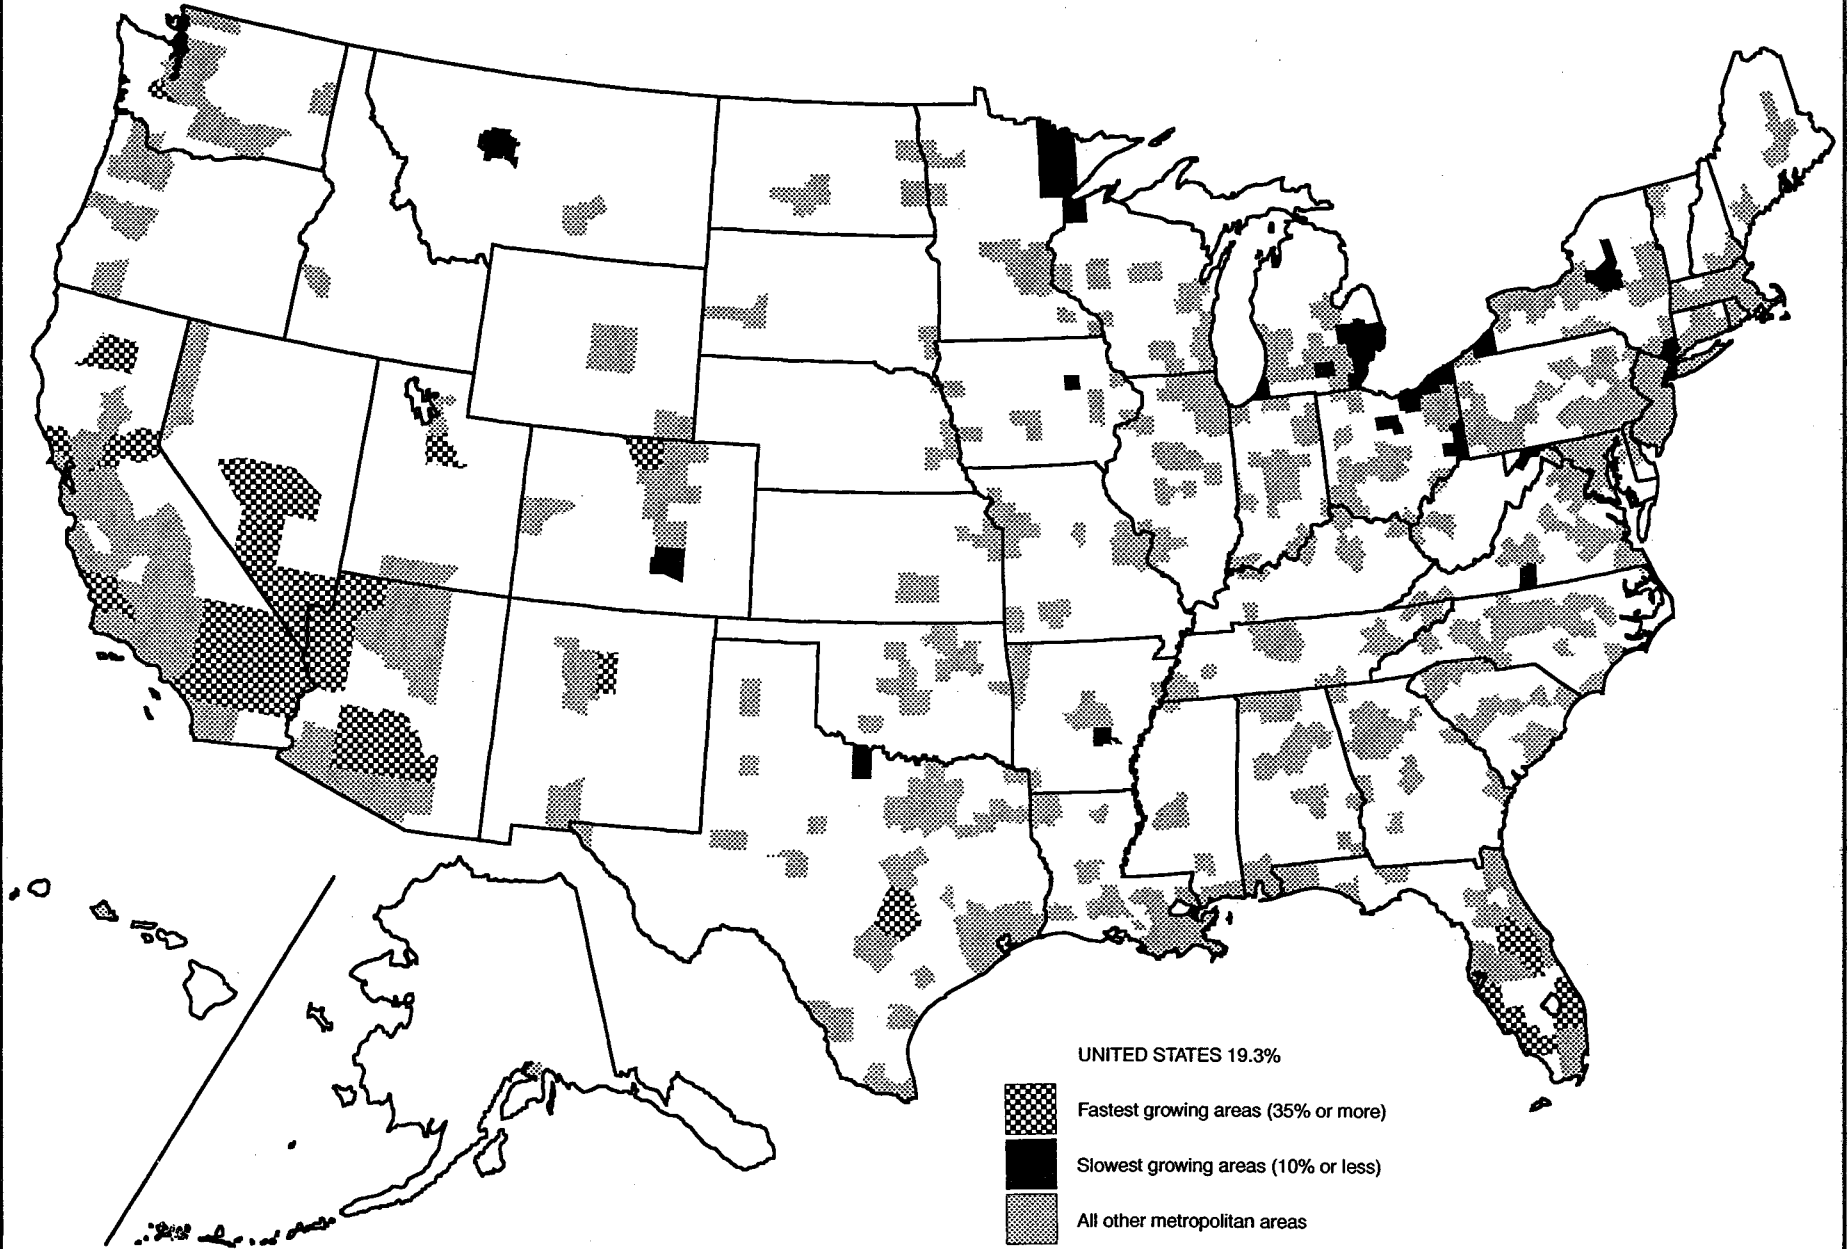 UNITED STATES 19.3%
Fastest growing areas (35% or more)
Slowest growing areas (10% or less)
All other metropolitan areas